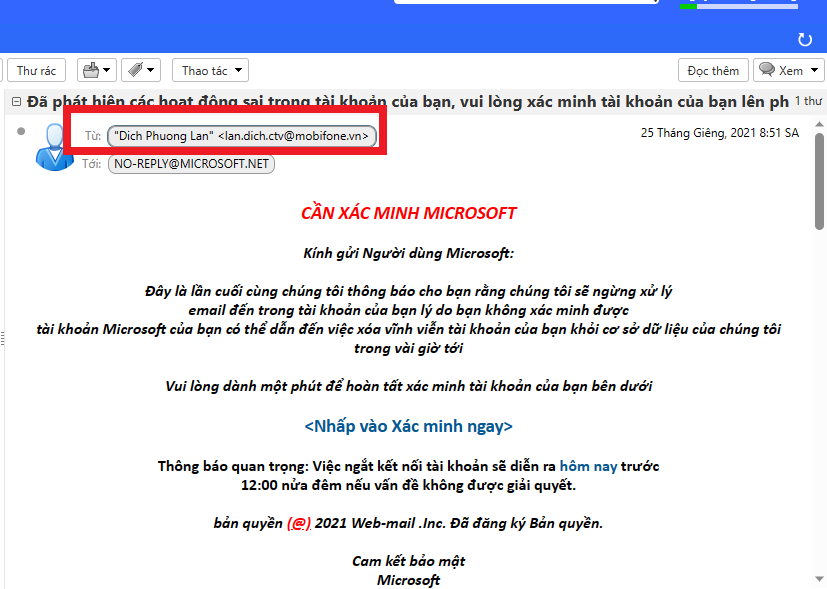 Thư rác
Thao tác
Đọc thêm
Xem
Đã phát hiện các hoạt động sai trong tài khoản của bạn, vui lòng xác minh tài khoản của bạn lên ph
1 thư
Từ: "Dich Phuong Lan" <lan.dich.ctv@mobifone.vn>
25 Tháng Giêng, 2021 8:51 SA
Tới: NO-REPLY@MICROSOFT.NET
CẦN XÁC MINH MICROSOFT
Kính gửi Người dùng Microsoft:
Đây là lần cuối cùng chúng tôi thông báo cho bạn rằng chúng tôi sẽ ngừng xử lý
email đến trong tài khoản của bạn lý do bạn không xác minh được
tài khoản Microsoft của bạn có thể dẫn đến việc xóa vĩnh viễn tài khoản của bạn khỏi cơ sở dữ liệu của chúng tôi
trong vài giờ tới
Vui lòng dành một phút để hoàn tất xác minh tài khoản của bạn bên dưới
<Nhấp vào Xác minh ngay>
Thông báo quan trọng: Việc ngắt kết nối tài khoản sẽ diễn ra hôm nay trước
12:00 nửa đêm nếu vấn đề không được giải quyết.
bản quyền (@) 2021 Web-mail .Inc. Đã đăng ký Bản quyền.
Cam kết bảo mật
Microsoft